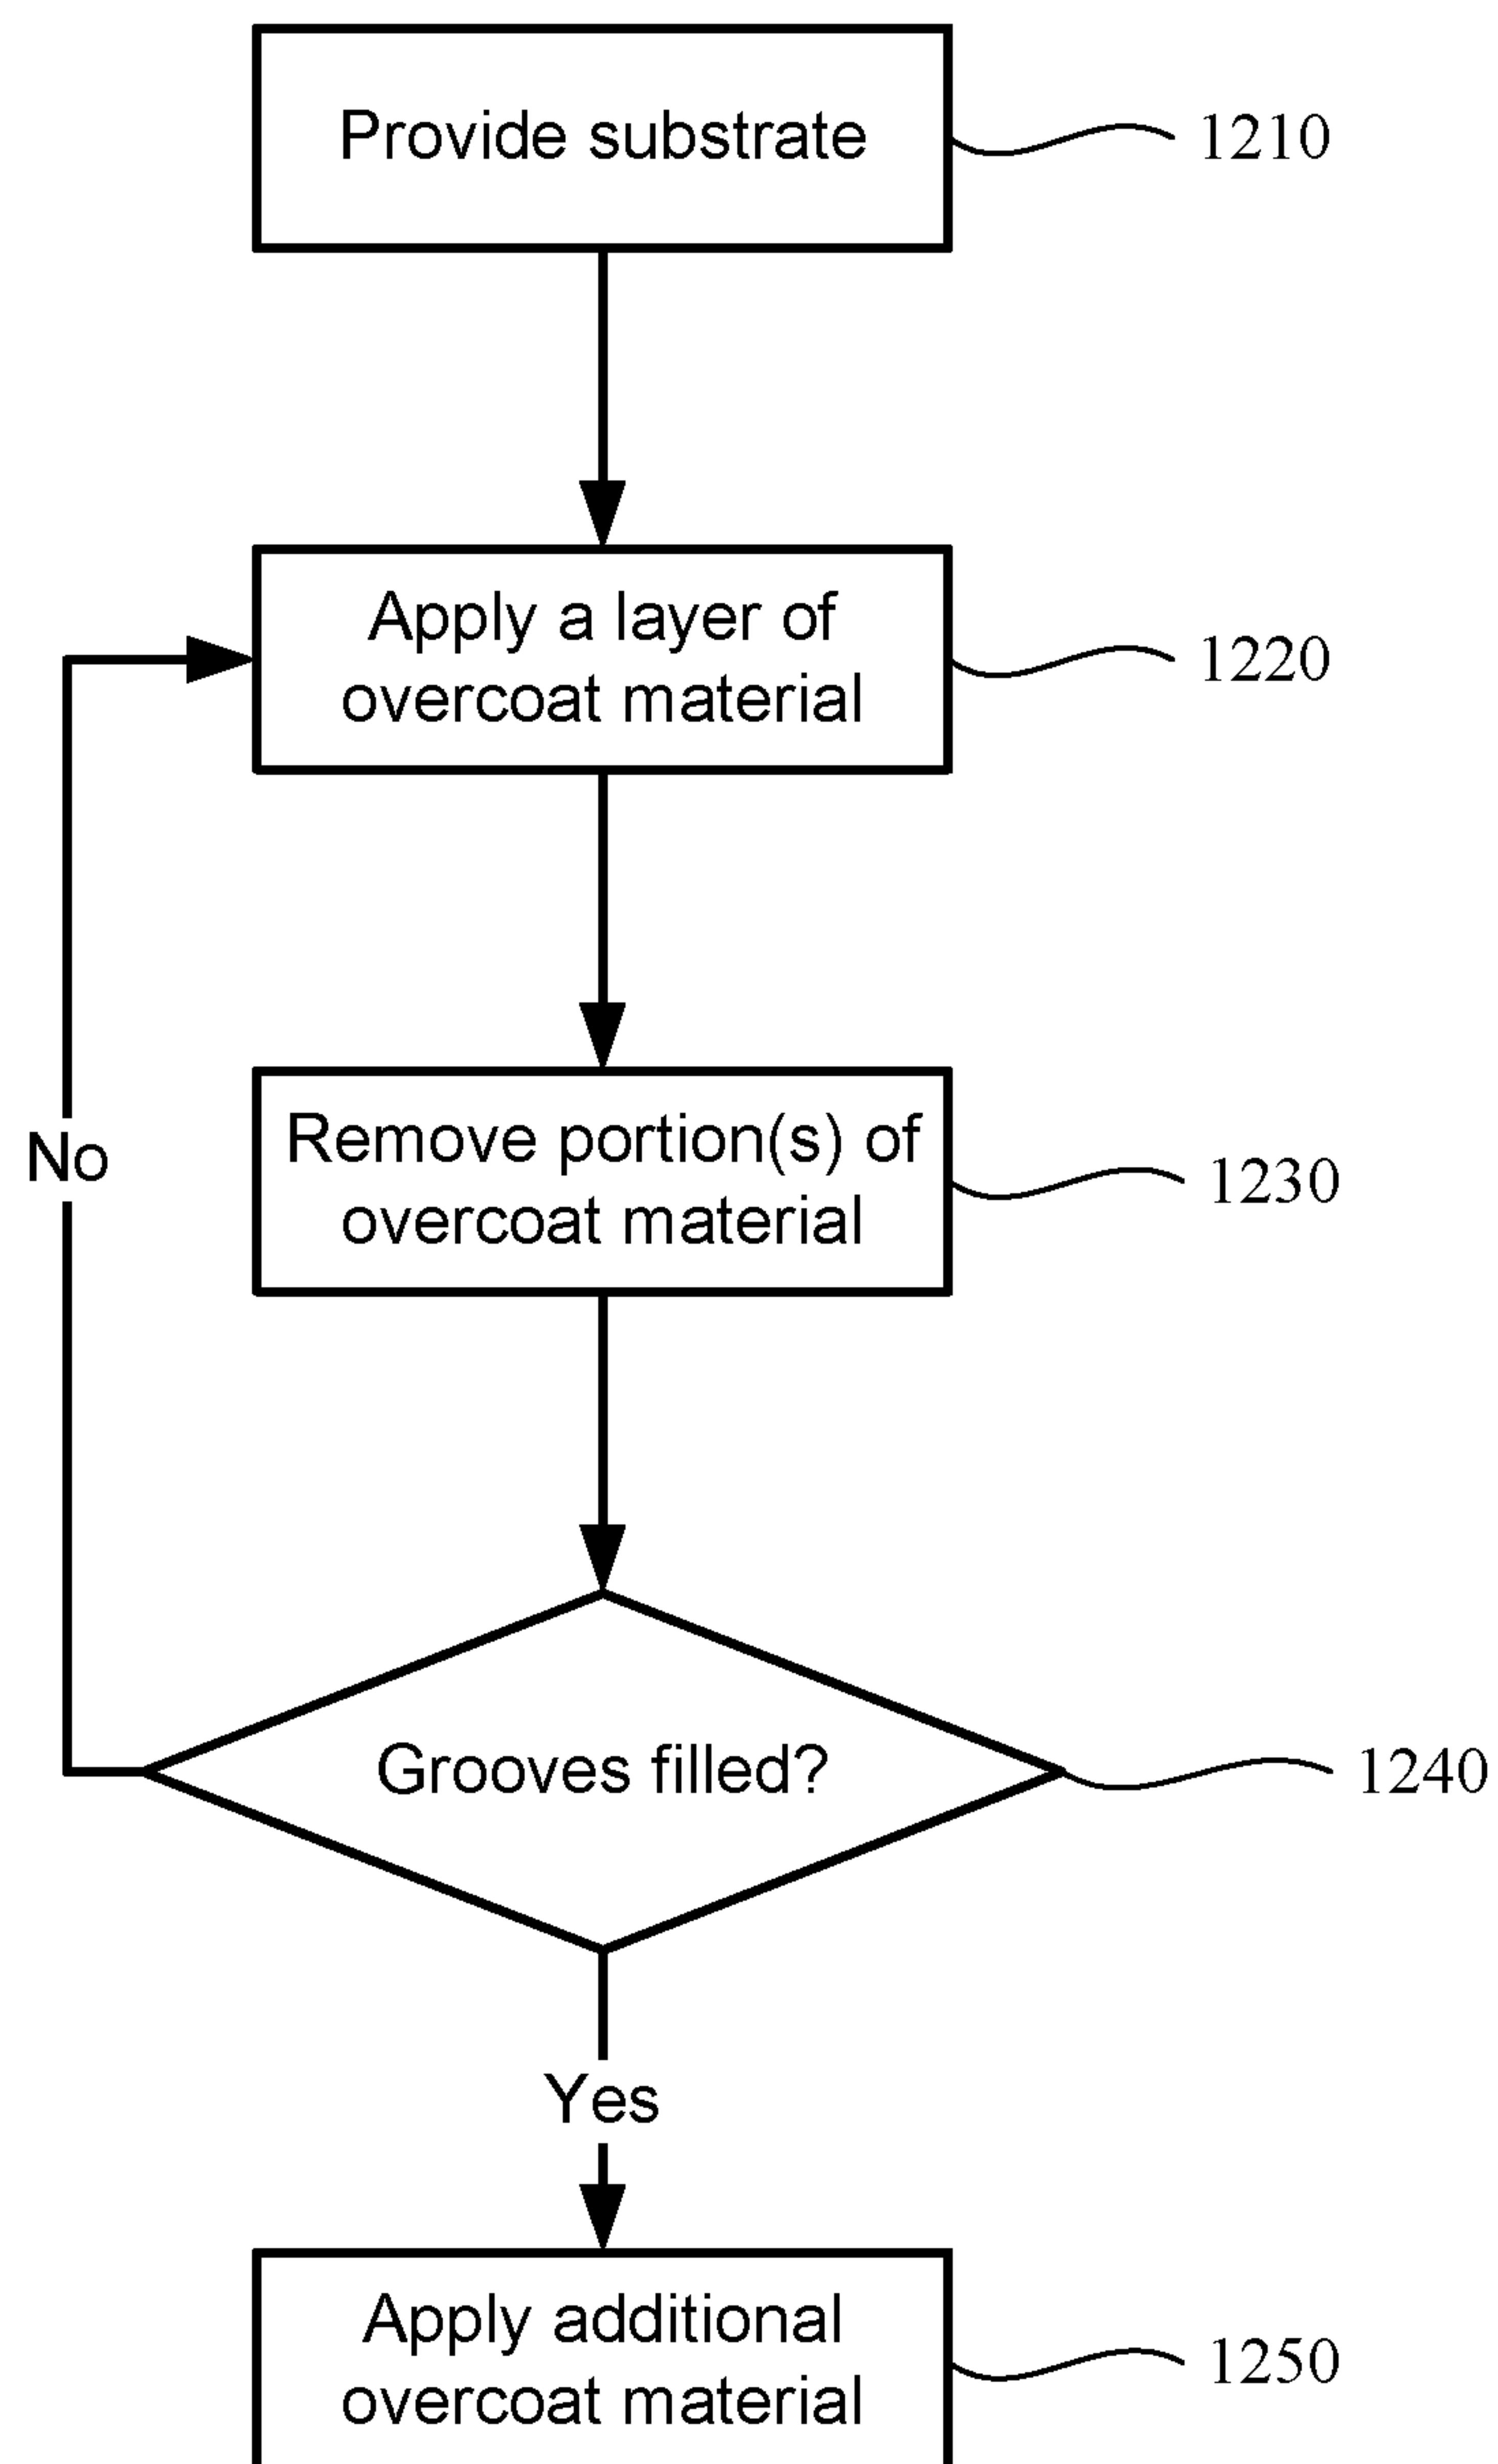 Provide substrate
1210
Apply a layer of
overcoat material
1220
Remove portion(s) of
overcoat material
1230
No
Grooves filled?
1240
Yes
Apply additional
overcoat material
1250